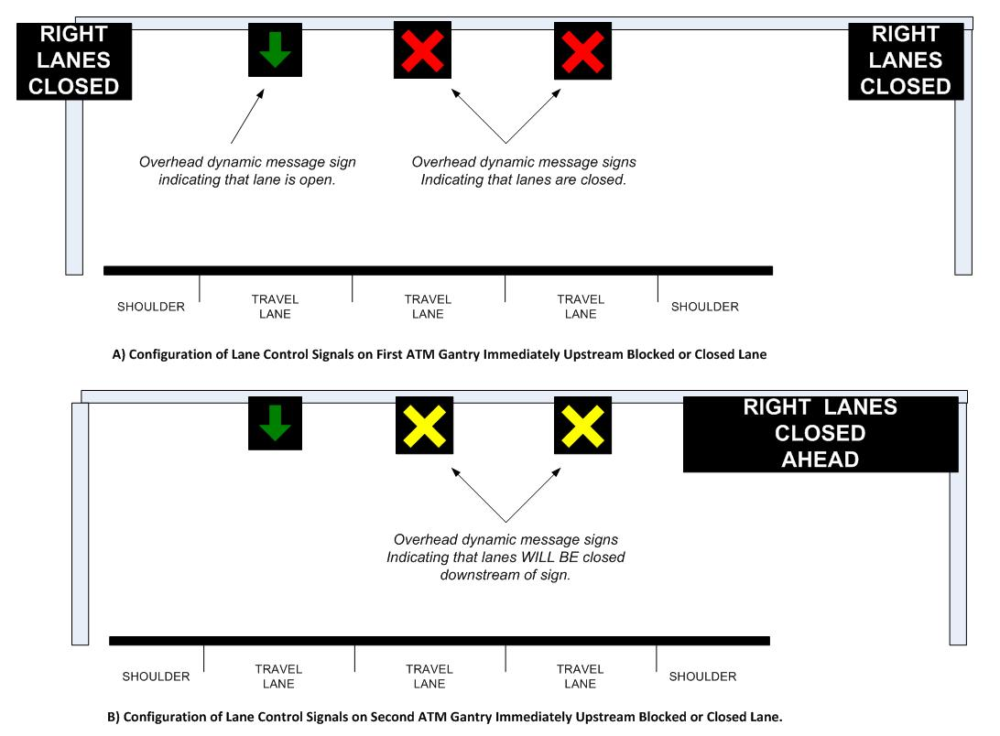 RIGHT
LANES
CLOSED
RIGHT
LANES
CLOSED
Overhead dynamic message sign
indicating that lane is open.
Overhead dynamic message signs
Indicating that lanes are closed.
SHOULDER
TRAVEL
LANE
TRAVEL
LANE
TRAVEL
LANE
SHOULDER
A) Configuration of Lane Control Signals on First ATM Gantry Immediately Upstream Blocked or Closed Lane
RIGHT LANES
CLOSED
AHEAD
Overhead dynamic message signs
Indicating that lanes WILL BE closed
downstream of sign.
SHOULDER
TRAVEL
LANE
TRAVEL
LANE
TRAVEL
LANE
SHOULDER
B) Configuration of Lane Control Signals on Second ATM Gantry Immediately Upstream Blocked or Closed Lane.